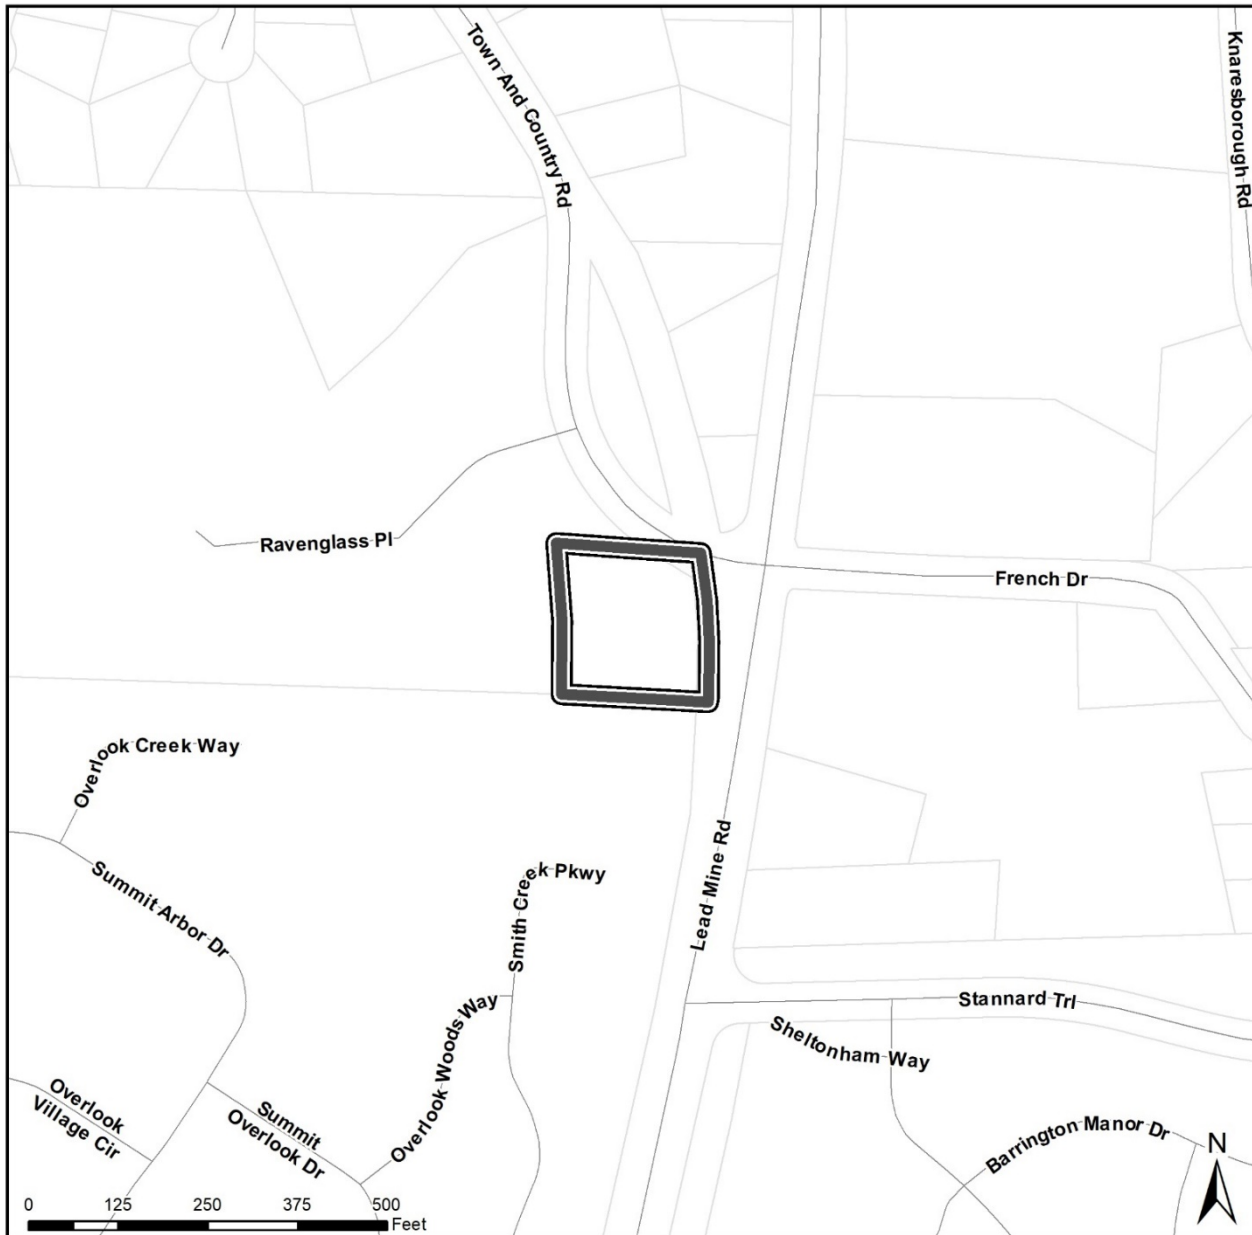 Town And Country Rd
Knaresborough Rd
Ravenglass Pl
French Dr
Overlook Creek Way
Summit Arbor Dr
Smith Creek Pkwy
Lead Mine Rd
Overlook Woods Way
Stannard Trl
Sheltonham Way
Overlook
Village Cir
Summit
Overlook Dr
Barrington Manor Dr
N
0 125 250 375 500
Feet